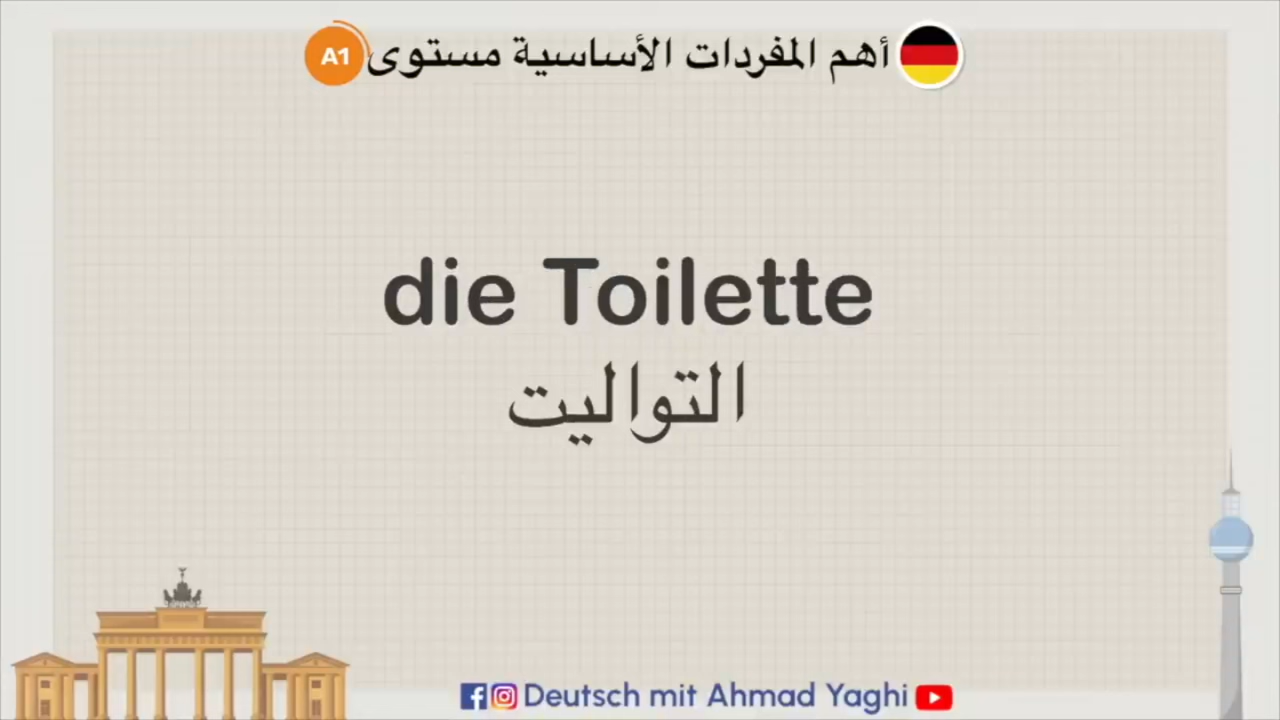 أهم المفردات الأساسية مستوى A1
die Toilette
التواليت
Deutsch mit Ahmad Yaghi